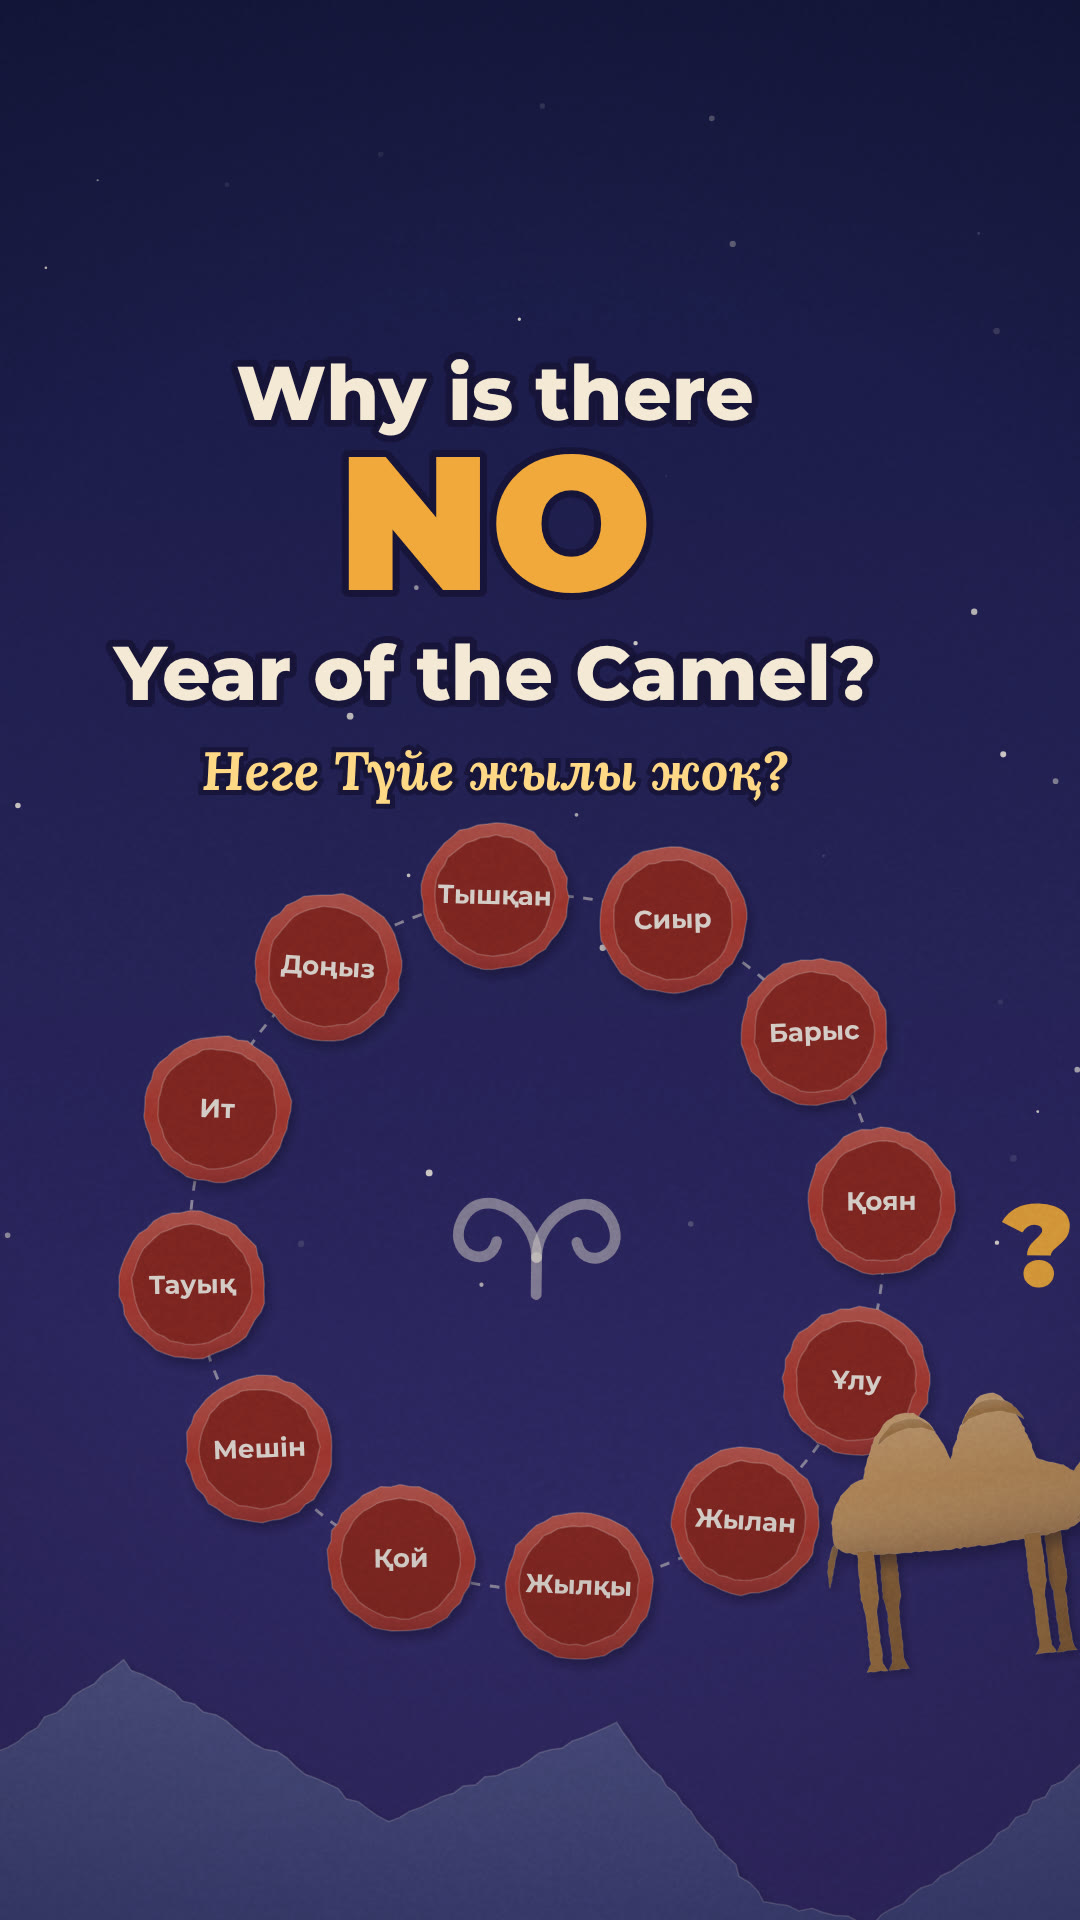 Why is there
NO
Year of the Camel?
Неге Түйе жылы жоқ?
Тышқан
Сиыр
Барыс
Қоян
Ұлу
Жылан
Жылқы
Қой
Мешін
Тауық
Ит
Доңыз
?